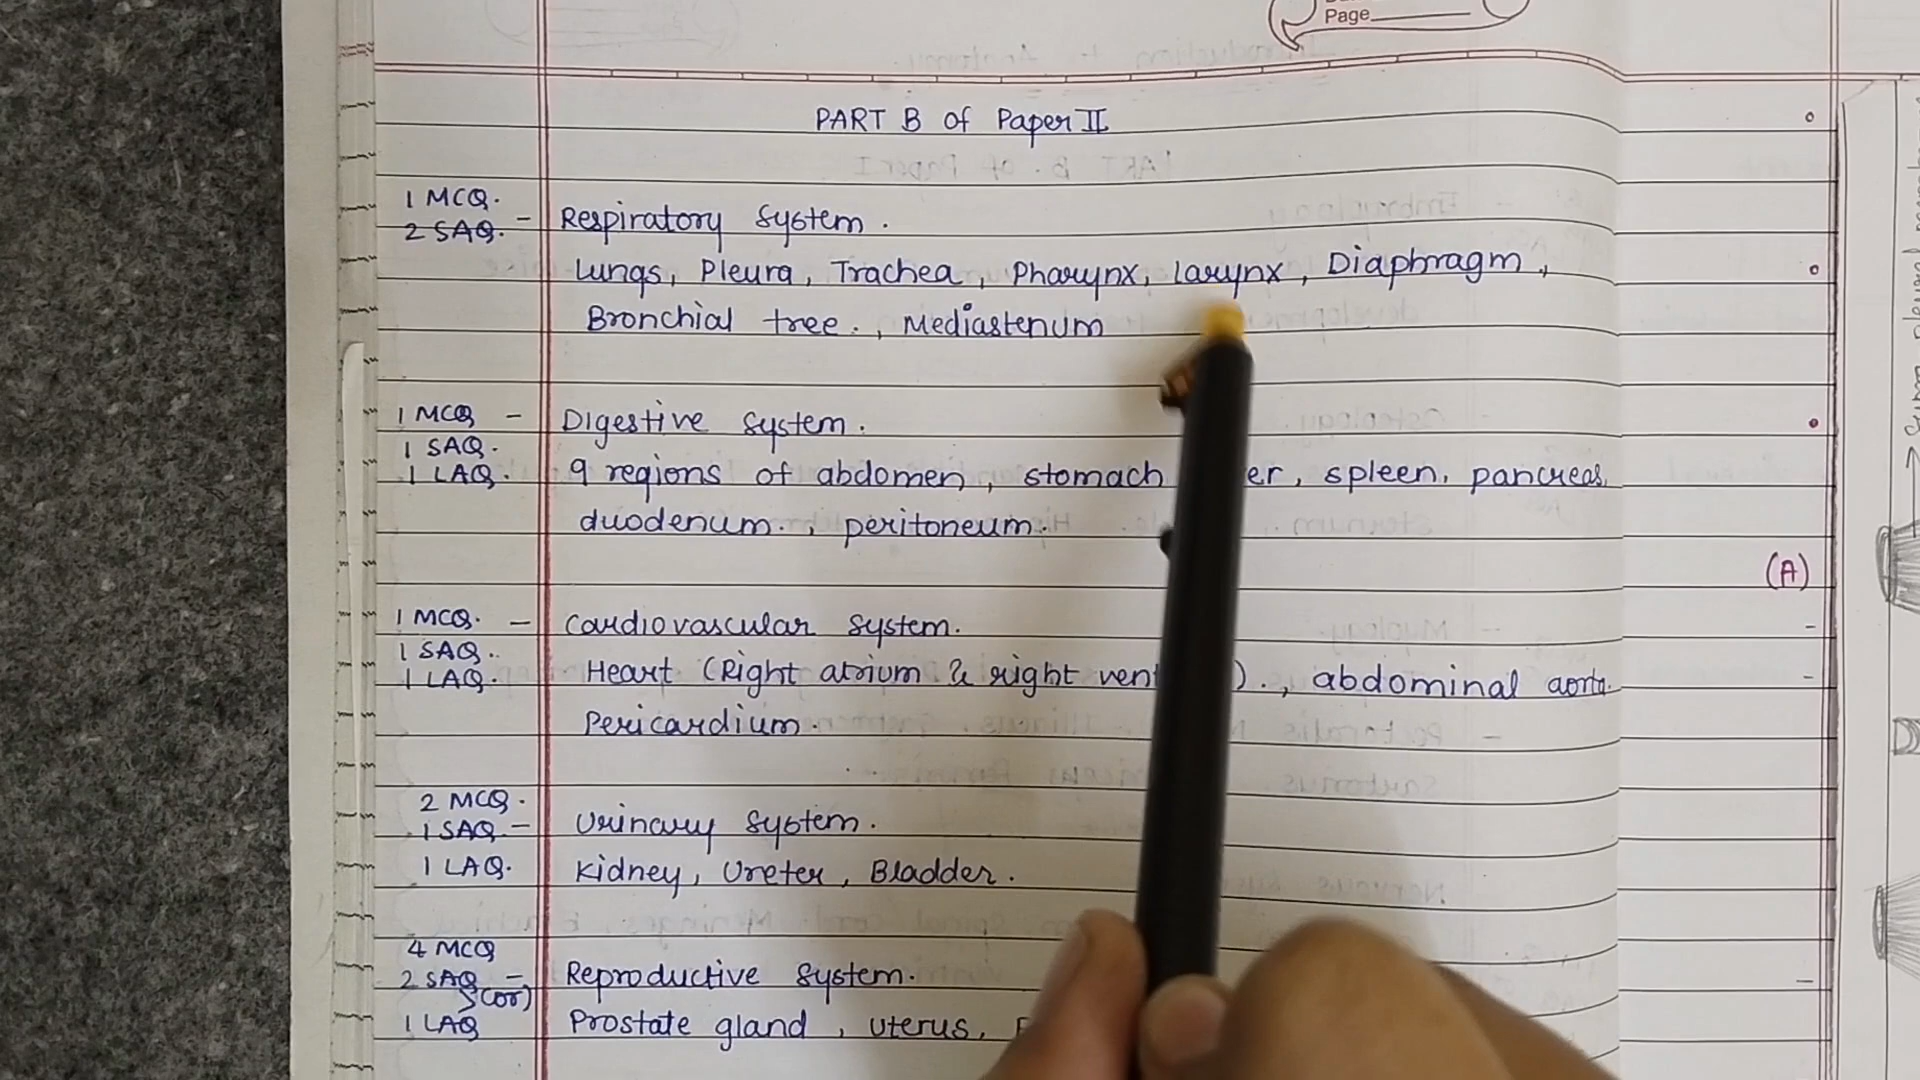 Page
PART B of Paper II
1 MCQ.
2 SAQ. - Respiratory System.
Lungs, Pleura, Trachea, Pharynx, Larynx, Diaphragm,
Bronchial tree., Mediastenum
1 MCQ - Digestive System.
1 SAQ.
1 LAQ. 9 regions of abdomen, stomach er, spleen, pancreas,
duodenum., peritoneum.
(A)
1 MCQ. - Cardiovascular System.
1 SAQ.
1 LAQ. Heart (Right atrium & right ven ). , abdominal aorta.
Pericardium.
2 MCQ.
1 SAQ - Urinary System.
1 LAQ. Kidney, Ureter, Bladder.
4 MCQ
2 SAQ - Reproductive System.
(or)
1 LAQ Prostate gland, uterus,